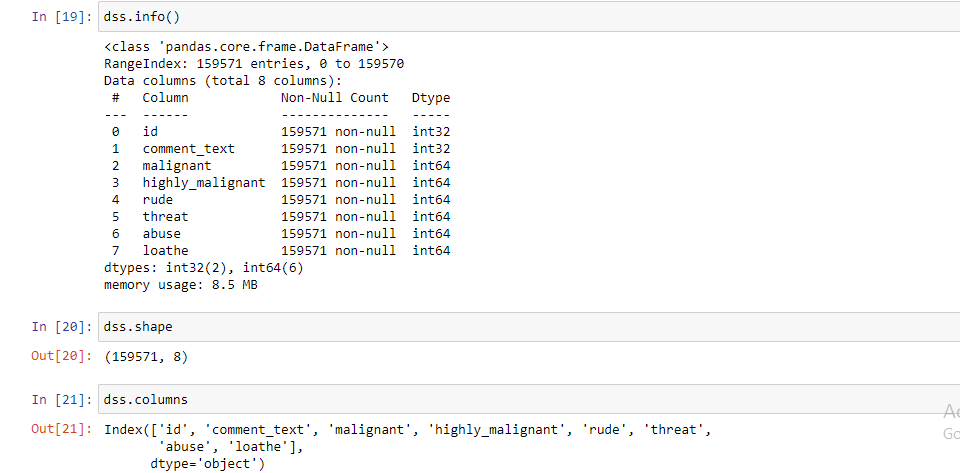 In [19]: dss.info()
<class 'pandas.core.frame.DataFrame'>
RangeIndex: 159571 entries, 0 to 159570
Data columns (total 8 columns):
 #   Column            Non-Null Count   Dtype
---  ------            --------------   -----
 0   id                159571 non-null  int32
 1   comment_text      159571 non-null  int32
 2   malignant         159571 non-null  int64
 3   highly_malignant  159571 non-null  int64
 4   rude              159571 non-null  int64
 5   threat            159571 non-null  int64
 6   abuse             159571 non-null  int64
 7   loathe            159571 non-null  int64
dtypes: int32(2), int64(6)
memory usage: 8.5 MB
In [20]: dss.shape
Out[20]: (159571, 8)
In [21]: dss.columns
Out[21]: Index(['id', 'comment_text', 'malignant', 'highly_malignant', 'rude', 'threat',
       'abuse', 'loathe'],
      dtype='object')